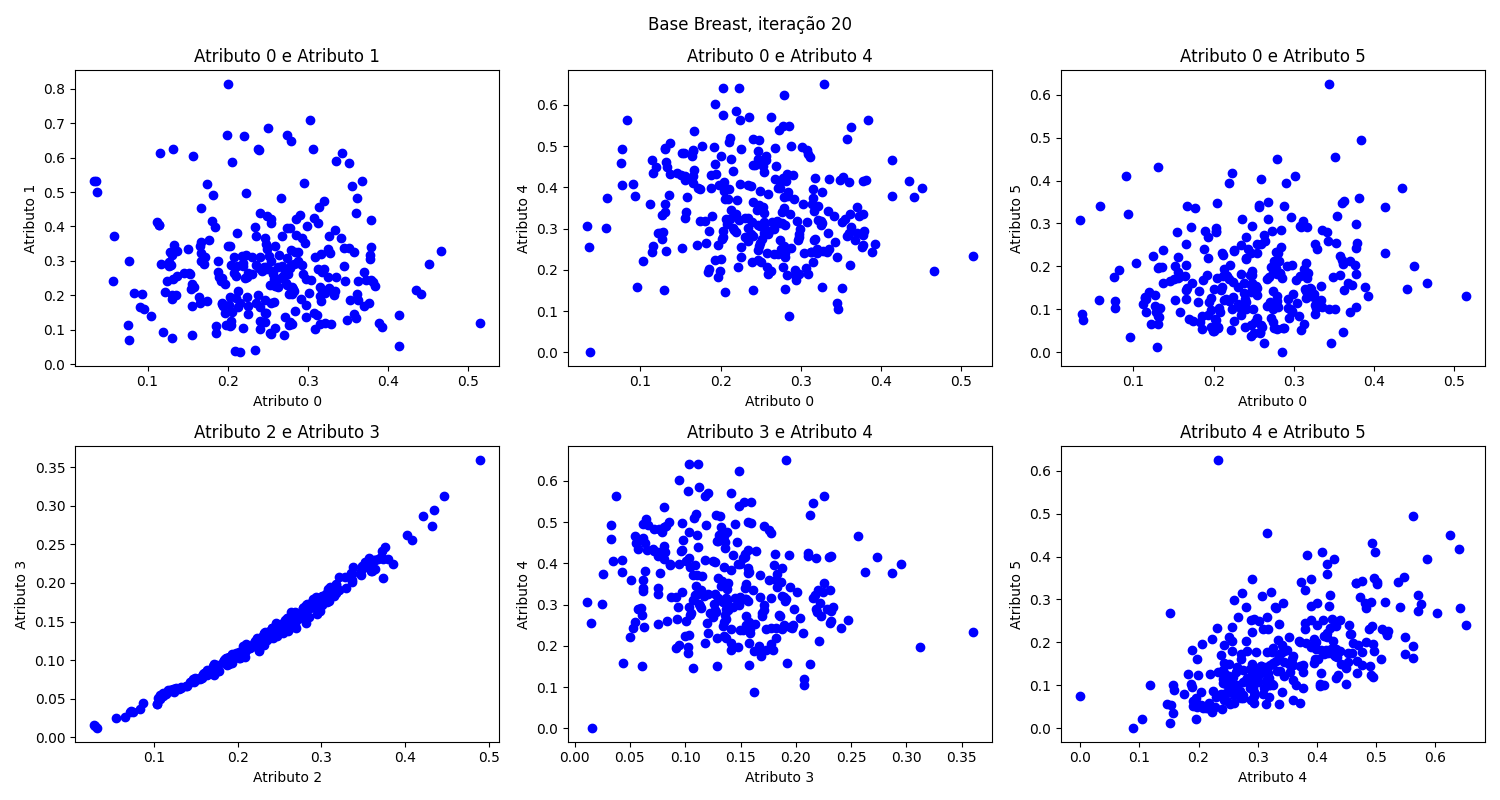 Base Breast, iteração 20
Atributo 0 e Atributo 1
Atributo 1
0.8
0.7
0.6
0.5
0.4
0.3
0.2
0.1
0.0
0.1 0.2 0.3 0.4 0.5
Atributo 0
Atributo 0 e Atributo 4
Atributo 4
0.6
0.5
0.4
0.3
0.2
0.1
0.0
0.1 0.2 0.3 0.4 0.5
Atributo 0
Atributo 0 e Atributo 5
Atributo 5
0.6
0.5
0.4
0.3
0.2
0.1
0.0
0.1 0.2 0.3 0.4 0.5
Atributo 0
Atributo 2 e Atributo 3
Atributo 3
0.35
0.30
0.25
0.20
0.15
0.10
0.05
0.00
0.1 0.2 0.3 0.4 0.5
Atributo 2
Atributo 3 e Atributo 4
Atributo 4
0.6
0.5
0.4
0.3
0.2
0.1
0.0
0.00 0.05 0.10 0.15 0.20 0.25 0.30 0.35
Atributo 3
Atributo 4 e Atributo 5
Atributo 5
0.6
0.5
0.4
0.3
0.2
0.1
0.0
0.0 0.1 0.2 0.3 0.4 0.5 0.6
Atributo 4